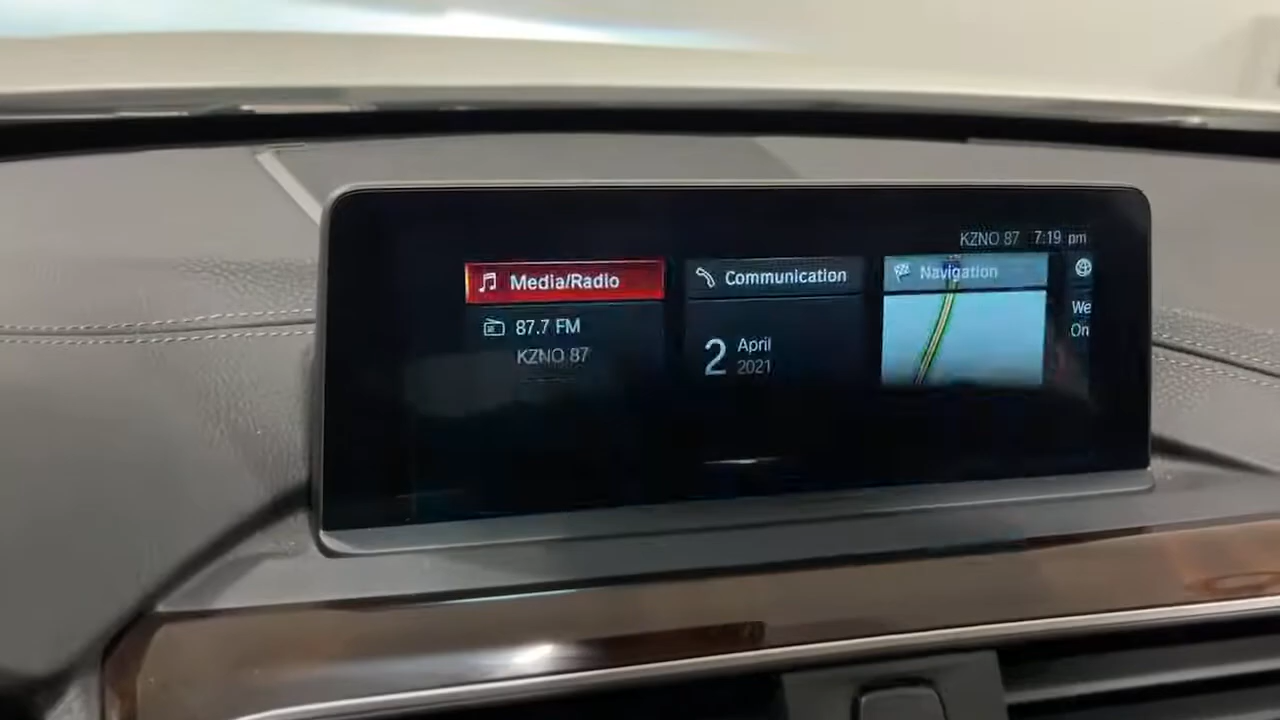 KZNO 87 7:19 pm
Media/Radio
87.7 FM
KZNO 87
Communication
2 April
2021
Navigation
We
On